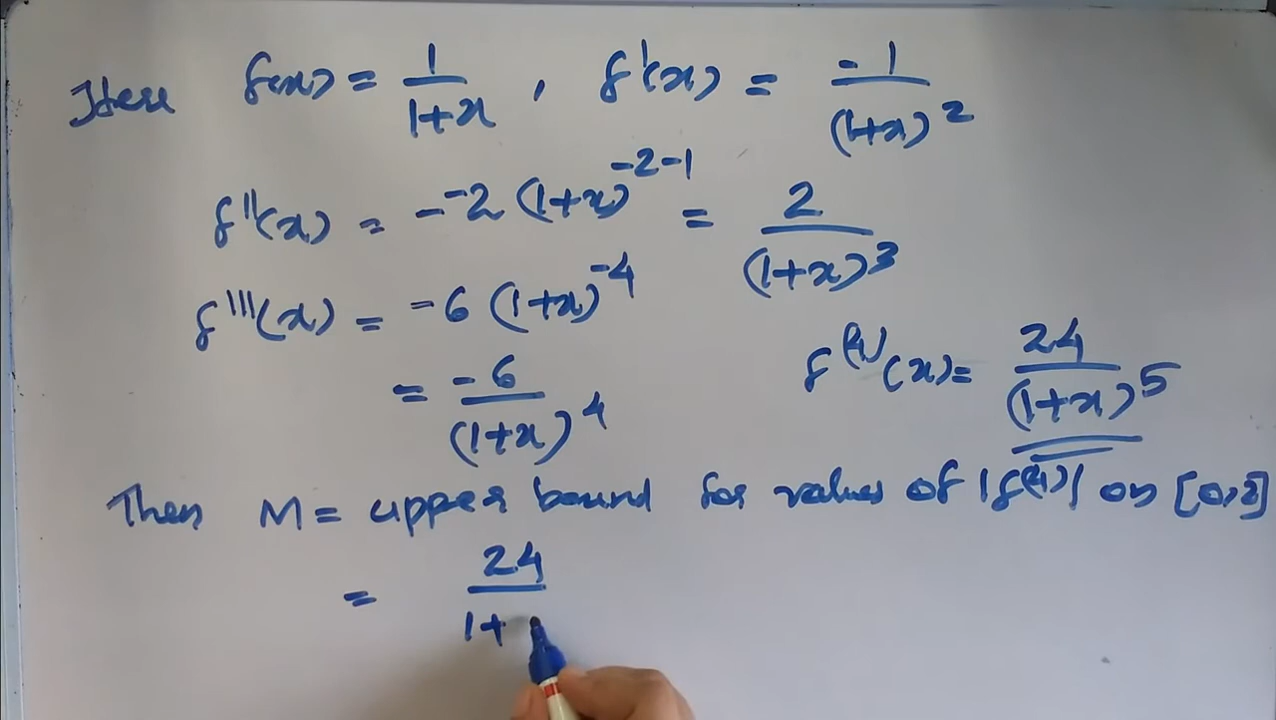 Here f(x) = 1/(1+x) , f'(x) = -1/(1+x)^2
f''(x) = --2 (1+x)^-2-1 = 2/(1+x)^3
f'''(x) = -6 (1+x)^-4
= -6/(1+x)^4
f^(4)(x) = 24/(1+x)^5
Then M = upper bound for values of |f^(4)| on [0,2]
= 24/1+